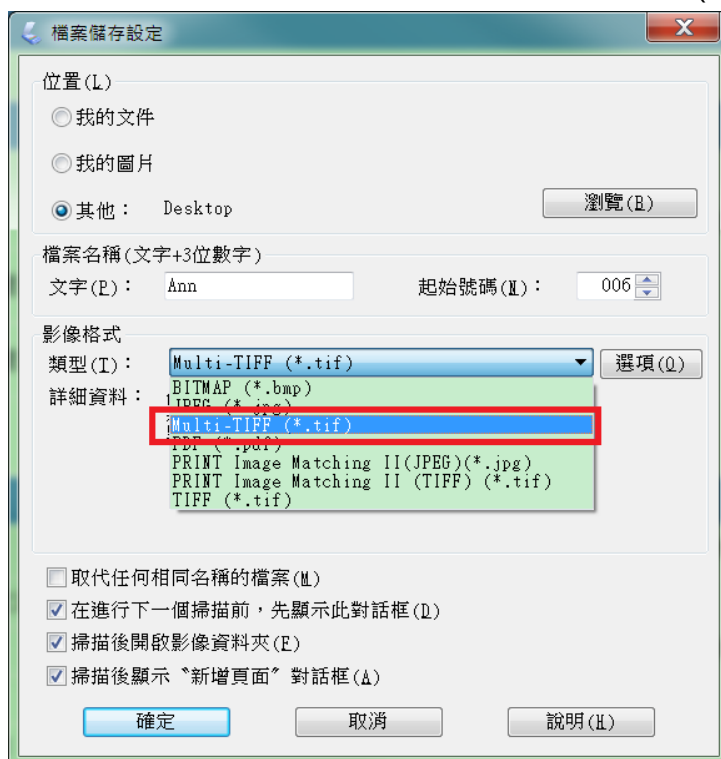 檔案儲存設定
位置(L)
我的文件
我的圖片
其他： Desktop 瀏覽(B)
檔案名稱(文字+3位數字)
文字(P)： Ann 起始號碼(N)： 006
影像格式
類型(T)： Multi-TIFF (*.tif) 選項(O)
詳細資料：
BITMAP (*.bmp)
JPEG (*.jpg)
Multi-TIFF (*.tif)
PDF (*.pdf)
PRINT Image Matching II(JPEG)(*.jpg)
PRINT Image Matching II (TIFF) (*.tif)
TIFF (*.tif)
取代任何相同名稱的檔案(M)
在進行下一個掃描前，先顯示此對話框(D)
掃描後開啟影像資料夾(F)
掃描後顯示〝新增頁面〞對話框(A)
確定 取消 說明(H)